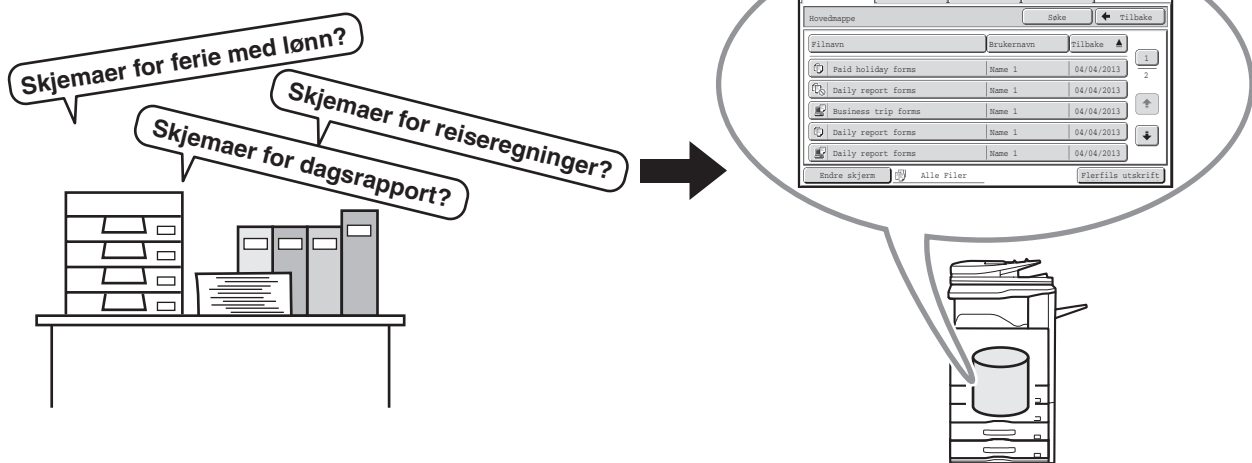 Skjemaer for ferie med lønn?
Skjemaer for reiseregninger?
Skjemaer for dagsrapport?
Hovedmappe Søke Tilbake
Filnavn Brukernavn Tilbake
Paid holiday forms Name 1 04/04/2013
Daily report forms Name 1 04/04/2013
Business trip forms Name 1 04/04/2013
Daily report forms Name 1 04/04/2013
Daily report forms Name 1 04/04/2013
1
2
Endre skjerm Alle Filer Flerfils utskrift